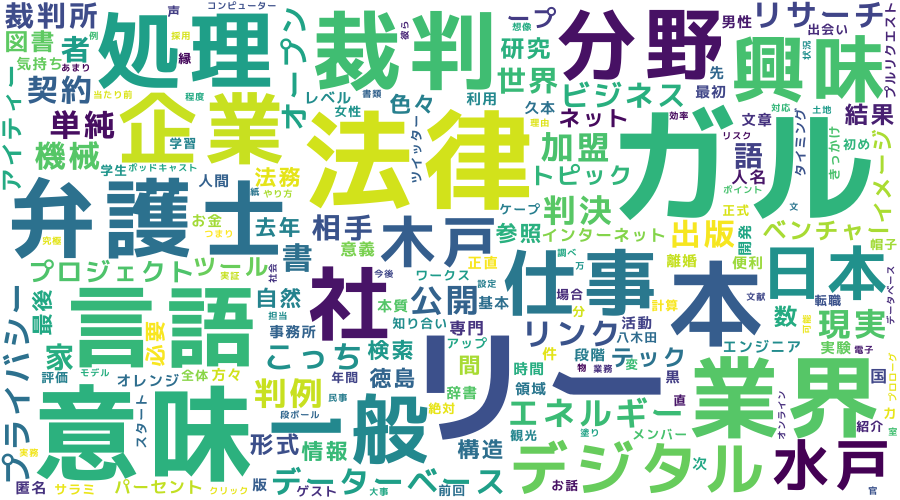 裁判所
声
コンピューター
処理
裁判
彼ら
想像
ープ
分野
男性
出会い
リサーチ
状況
プルリクエスト
図書
者
例
採用
縁
気持ち
あまり
オープン
研究
世界
ビジネス
先
最初
興味
契約
当たり前
程度
レベル
書類
色々
利用
久本
ネット
文章
効率
対応
土地
結果
アイティー
単純
企業
法律
女性
ツイッター
理由
加盟
語
人名
リスク
タイミング
きっかけ
初め
イメージ
機械
学習
学生
ポッドキャスト
人間
法務
紙
やり方
トピック
判決
ガル
ポイント
文
弁護士
お金
去年
相手
意義
木戸
ケープ
参照
インターネット
正式
出版
開発
ベンチャー
帽子
究極
つまり
書
正直
調べ
離婚
便利
日本
プロジェクト
ツール
実証
社会
社
今後
ワークス
仕事
万
本
転職
数
文献
データベース
プライバシー
最後
言語
必要
自然
本質
公開
基本
設定
場合
分
計算
可能
現実
家
担当
事務所
知り合い
専門
リンク
活動
八木田
エンジニア
評価
モデル
こっち
検索
アップ
間
件
段階
テック
実験
電子
オレンジ
全体
方々
年間
徳島
辞書
時間
領域
物
変
業務
黒
国
プロローグ
スタート
意味
判例
段ボール
民事
一般
絶対
リー
エネルギー
直
業界
カ
紹介
オンライン
室
実務
形式
情報
構造
観光
塗り
メンバー
水戸
匿名
サラミ
パーセント
クリック
版
ゲスト
データーベース
大事
前回
デジタル
お話
次
官